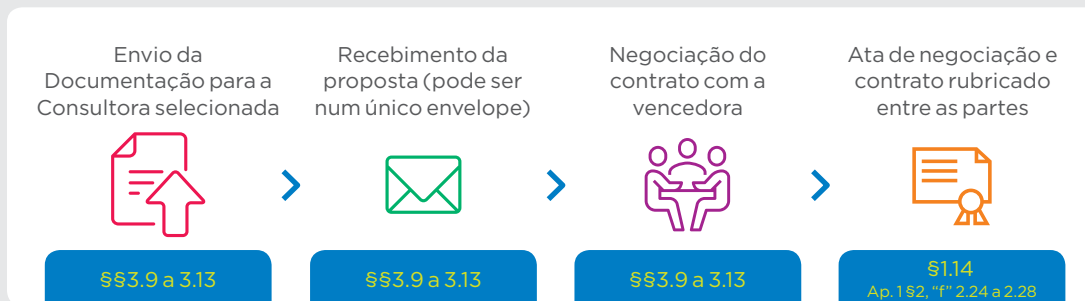 Envio da
Documentação para a
Consultora selecionada
Recebimento da
proposta (pode ser
num único envelope)
Negociação do
contrato com a
vencedora
Ata de negociação e
contrato rubricado
entre as partes
§§3.9 a 3.13
§§3.9 a 3.13
§§3.9 a 3.13
§1.14
Ap. 1 §2, “f” 2.24 a 2.28